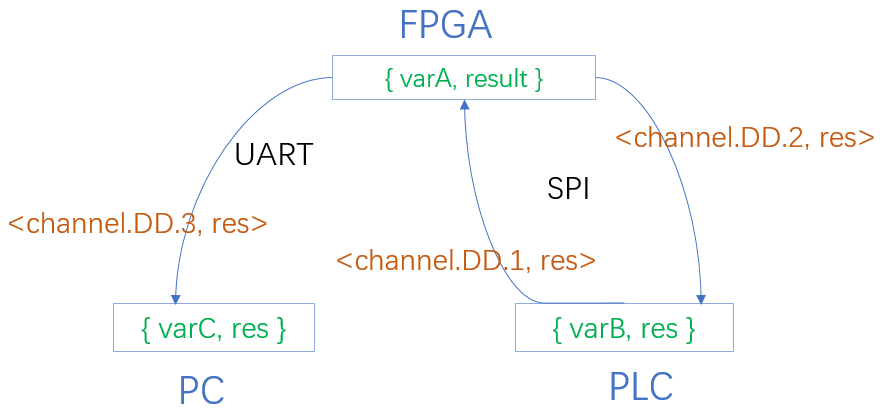 FPGA
{ varA, result }
<channel.DD.2, res>
UART
SPI
<channel.DD.3, res>
<channel.DD.1, res>
{ varC, res }
{ varB, res }
PC
PLC